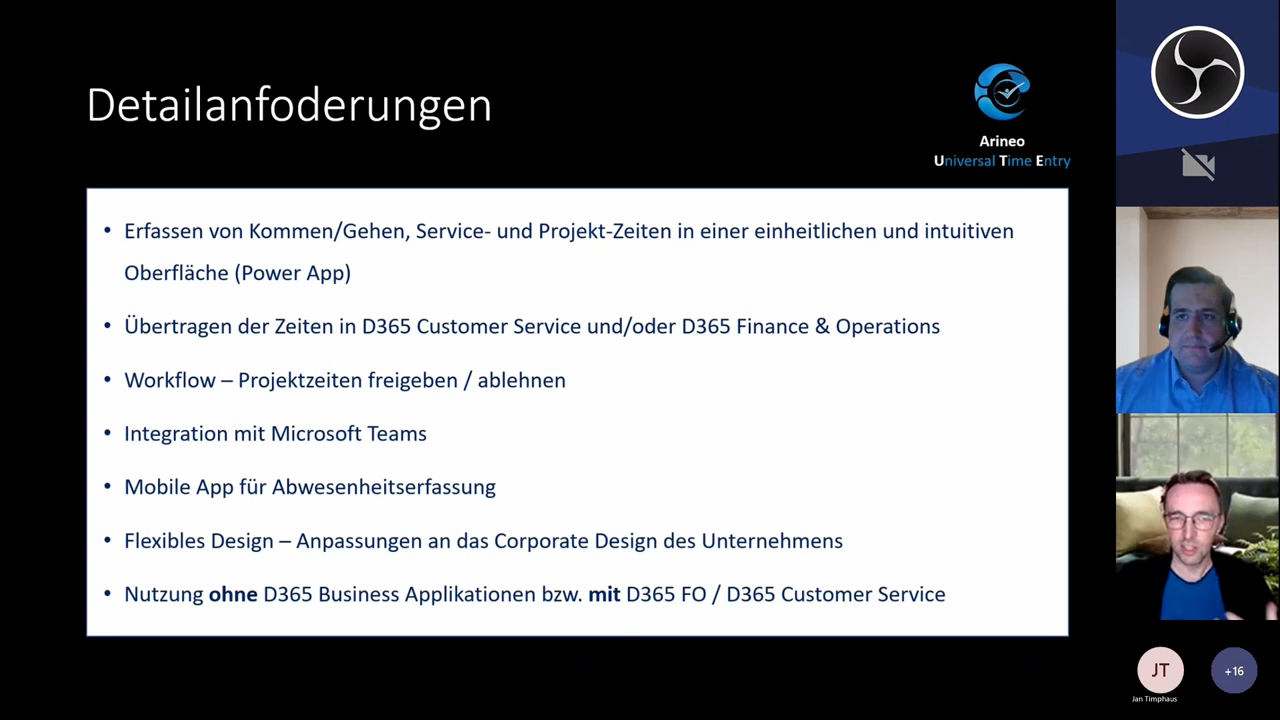 Detailanfoderungen
Arineo
Universal Time Entry
• Erfassen von Kommen/Gehen, Service- und Projekt-Zeiten in einer einheitlichen und intuitiven
Oberfläche (Power App)
• Übertragen der Zeiten in D365 Customer Service und/oder D365 Finance & Operations
• Workflow – Projektzeiten freigeben / ablehnen
• Integration mit Microsoft Teams
• Mobile App für Abwesenheitserfassung
• Flexibles Design – Anpassungen an das Corporate Design des Unternehmens
• Nutzung ohne D365 Business Applikationen bzw. mit D365 FO / D365 Customer Service
JT
+16
Jan Timphaus